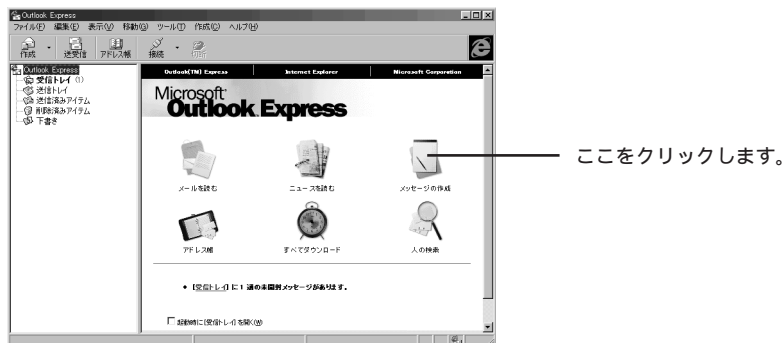 Outlook Express
ファイル(F) 編集(E) 表示(V) 移動(G) ツール(T) 作成(C) ヘルプ(H)
作成 送受信 アドレス帳 接続 切断
Outlook Express
受信トレイ (1)
送信トレイ
送信済みアイテム
削除済みアイテム
下書き
Outlook(TM) Express Internet Explorer Microsoft Corporation
Microsoft
Outlook Express
メールを読む ニュースを読む メッセージの作成
ここをクリックします。
アドレス帳 すべてダウンロード 人の検索
[受信トレイ] に 1 通の未開封メッセージがあります。
起動時に [受信トレイ] を開く(W)